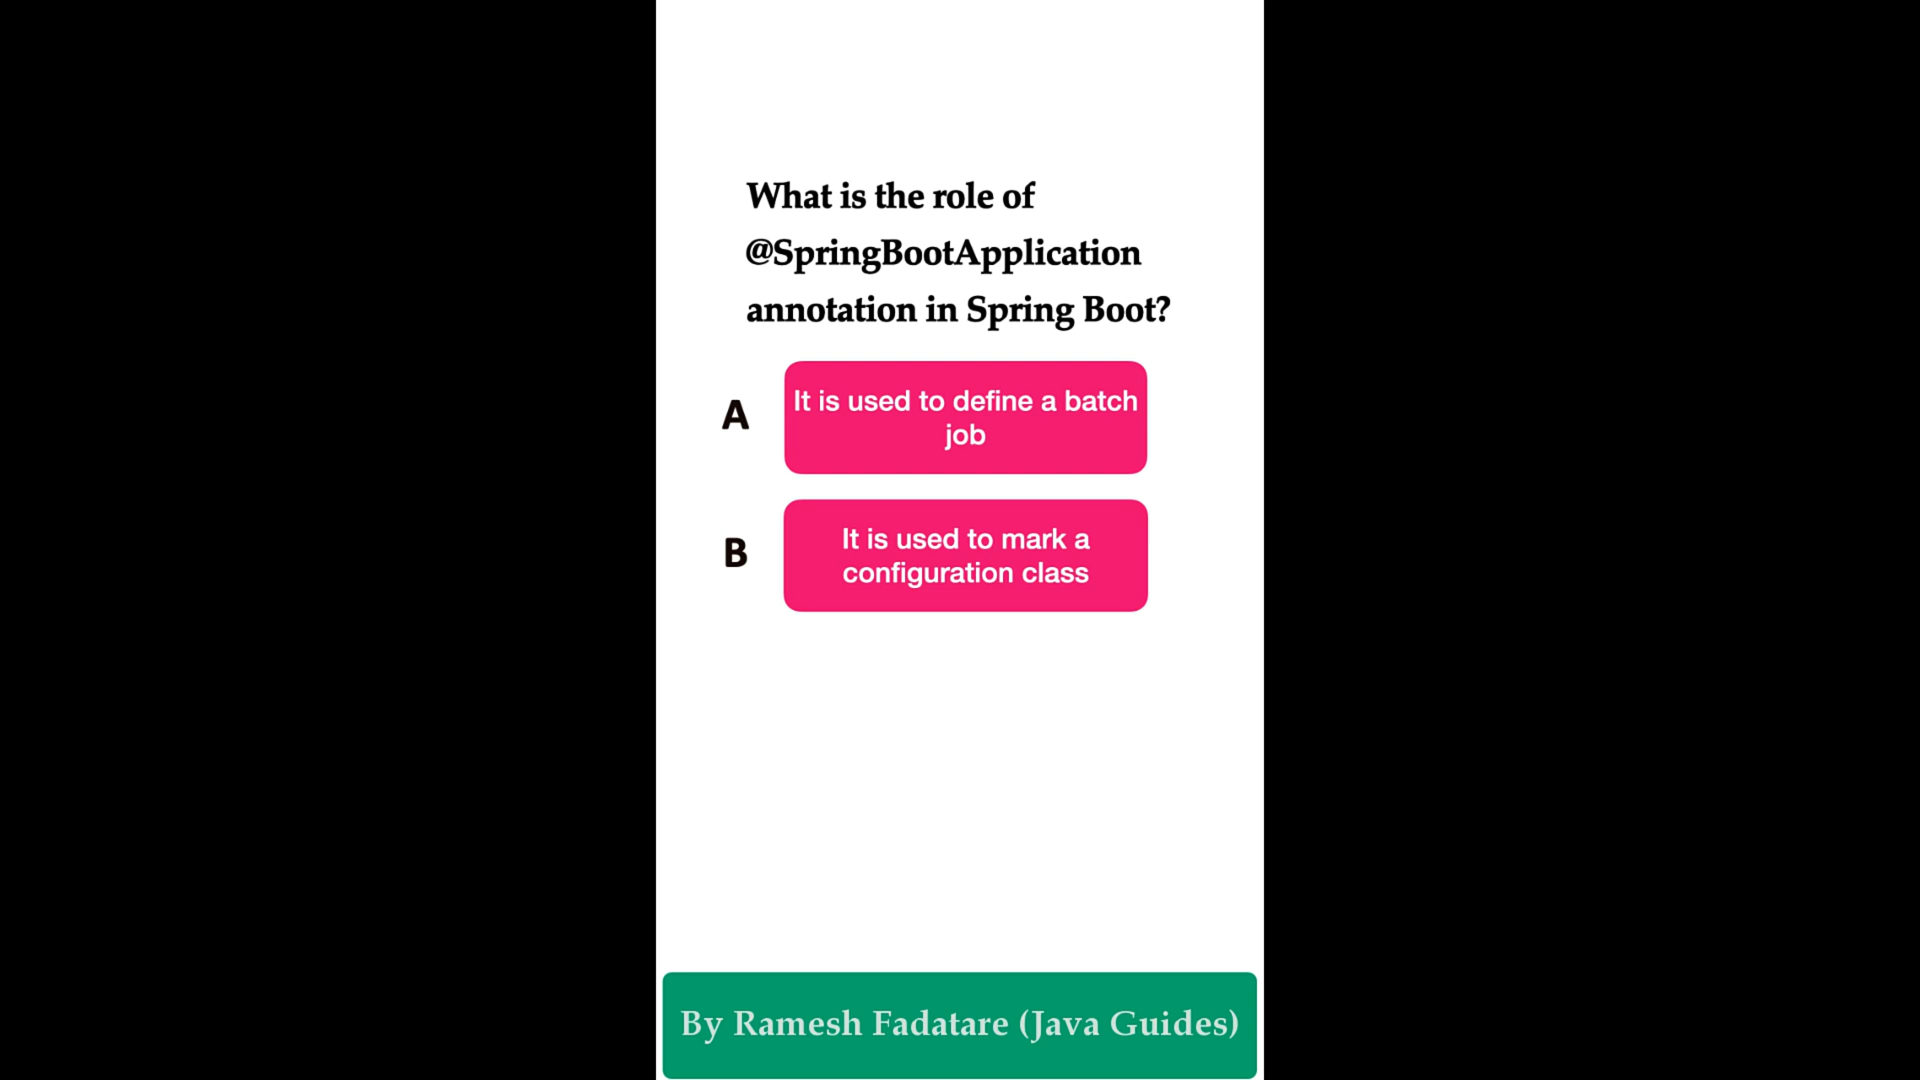 What is the role of
@SpringBootApplication
annotation in Spring Boot?
A
It is used to define a batch
job
B
It is used to mark a
configuration class
By Ramesh Fadatare (Java Guides)